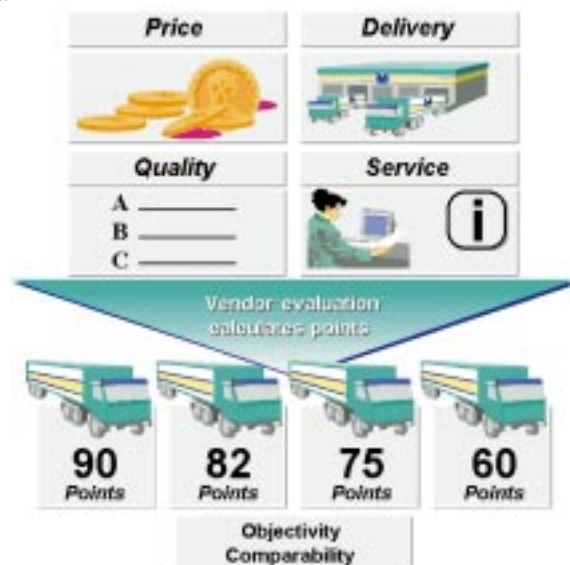 Price
Delivery
Quality
Service
A
B
C
i
Vendor evaluation
calculates points
90
Points
82
Points
75
Points
60
Points
Objectivity
Comparability